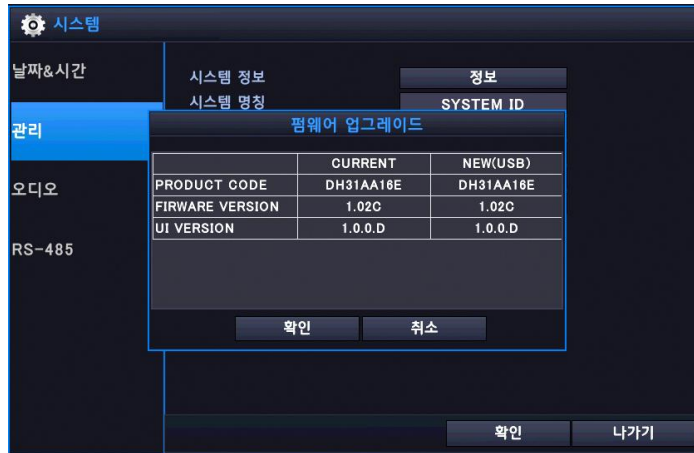 시스템
날짜&시간
관리
오디오
RS-485
시스템 정보 정보
시스템 명칭 SYSTEM ID
펌웨어 업그레이드
CURRENT NEW(USB)
PRODUCT CODE DH31AA16E DH31AA16E
FIRWARE VERSION 1.02C 1.02C
UI VERSION 1.0.0.D 1.0.0.D
확인 취소
확인 나가기